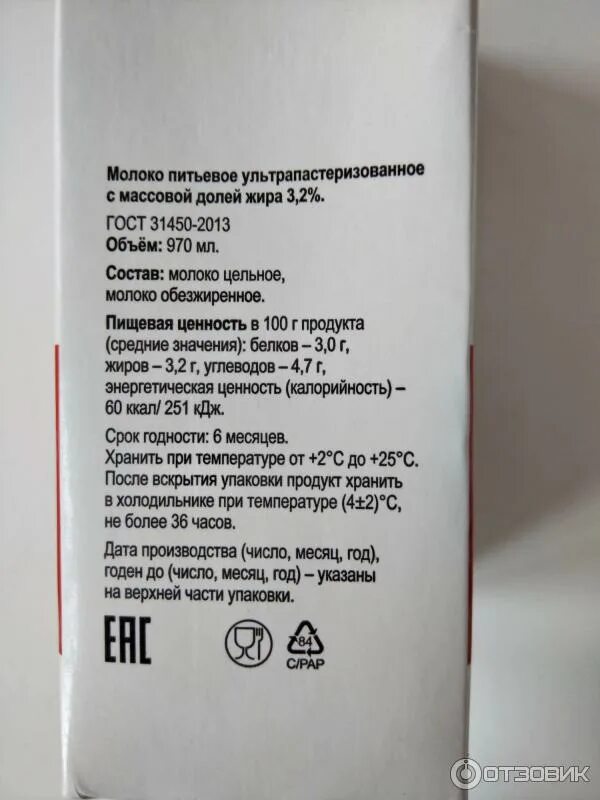 Молоко питьевое ультрапастеризованное
с массовой долей жира 3,2%.
ГОСТ 31450-2013
Объём: 970 мл.
Состав: молоко цельное,
молоко обезжиренное.
Пищевая ценность в 100 г продукта
(средние значения): белков – 3,0 г,
жиров – 3,2 г, углеводов – 4,7 г,
энергетическая ценность (калорийность) –
60 ккал/ 251 кДж.
Срок годности: 6 месяцев.
Хранить при температуре от +2°С до +25°С.
После вскрытия упаковки продукт хранить
в холодильнике при температуре (4±2)°С,
не более 36 часов.
Дата производства (число, месяц, год),
годен до (число, месяц, год) – указаны
на верхней части упаковки.
ЕАС
84
C/PAP
ОТЗОВИК